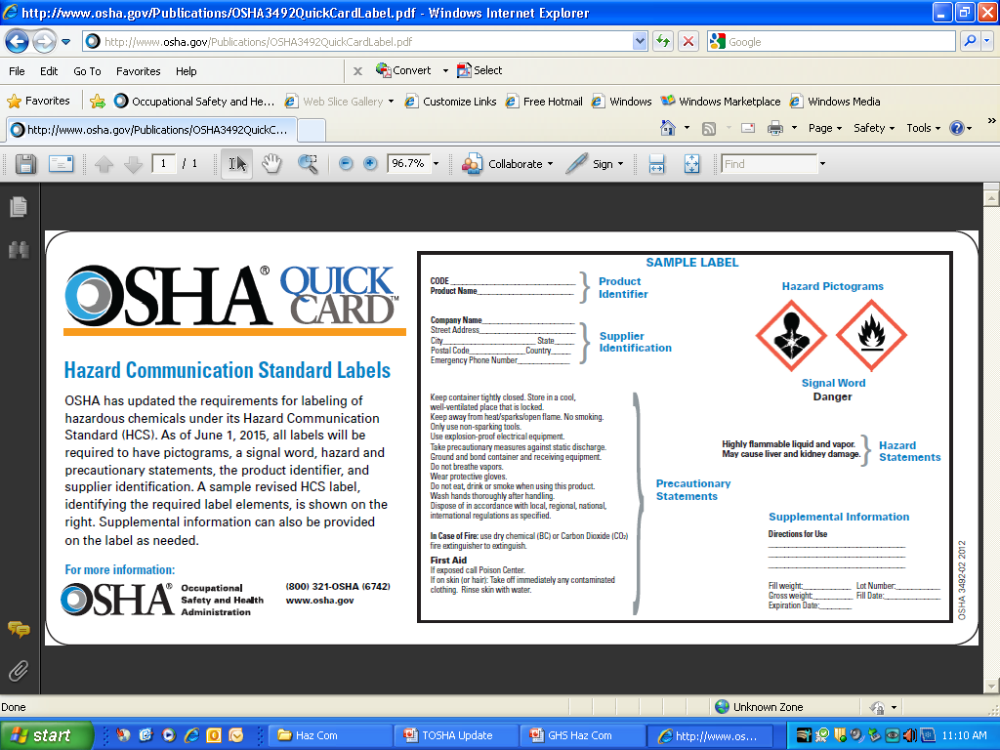 http://www.osha.gov/Publications/OSHA3492QuickCardLabel.pdf - Windows Internet Explorer
http://www.osha.gov/Publications/OSHA3492QuickCardLabel.pdf
Google
File Edit Go To Favorites Help
x Convert Select
Favorites Occupational Safety and He... Web Slice Gallery Customize Links Free Hotmail Windows Windows Marketplace Windows Media
http://www.osha.gov/Publications/OSHA3492QuickC...
Page Safety Tools »
1 / 1 96.7% Collaborate Sign Find
OSHA® QUICK CARD™
Hazard Communication Standard Labels
OSHA has updated the requirements for labeling of
hazardous chemicals under its Hazard Communication
Standard (HCS). As of June 1, 2015, all labels will be
required to have pictograms, a signal word, hazard and
precautionary statements, the product identifier, and
supplier identification. A sample revised HCS label,
identifying the required label elements, is shown on the
right. Supplemental information can also be provided
on the label as needed.
For more information:
OSHA® Occupational
Safety and Health
Administration
(800) 321-OSHA (6742)
www.osha.gov
SAMPLE LABEL
CODE
Product Name
Product
Identifier
Company Name
Street Address
City State
Postal Code Country
Emergency Phone Number
Supplier
Identification
Keep container tightly closed. Store in a cool,
well-ventilated place that is locked.
Keep away from heat/sparks/open flame. No smoking.
Only use non-sparking tools.
Use explosion-proof electrical equipment.
Take precautionary measures against static discharge.
Ground and bond container and receiving equipment.
Do not breathe vapors.
Wear protective gloves.
Do not eat, drink or smoke when using this product.
Wash hands thoroughly after handling.
Dispose of in accordance with local, regional, national,
international regulations as specified.
In Case of Fire: use dry chemical (BC) or Carbon Dioxide (CO₂)
fire extinguisher to extinguish.
First Aid
If exposed call Poison Center.
If on skin (or hair): Take off immediately any contaminated
clothing. Rinse skin with water.
Precautionary
Statements
Hazard Pictograms
Signal Word
Danger
Highly flammable liquid and vapor.
May cause liver and kidney damage.
Hazard
Statements
Supplemental Information
Directions for Use
Fill weight: Lot Number:
Gross weight: Fill Date:
Expiration Date:
OSHA 3492-02 2012
Done Unknown Zone
start Haz Com TOSHA Update GHS Haz Com http://www.os... 11:10 AM